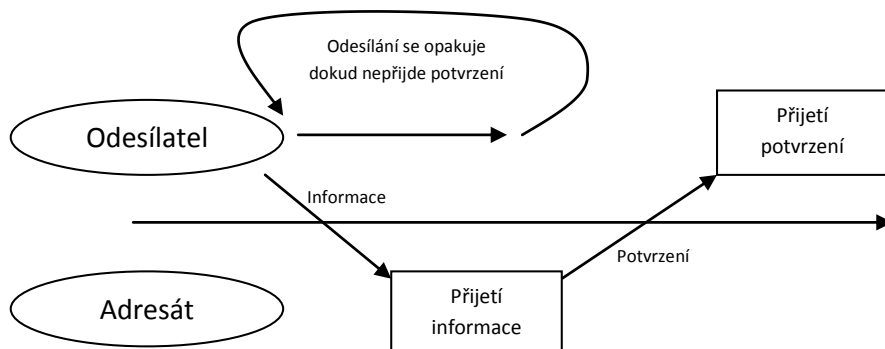 Odesílání se opakuje
dokud nepřijde potvrzení
Odesílatel
Přijetí
potvrzení
Informace
Potvrzení
Adresát
Přijetí
informace